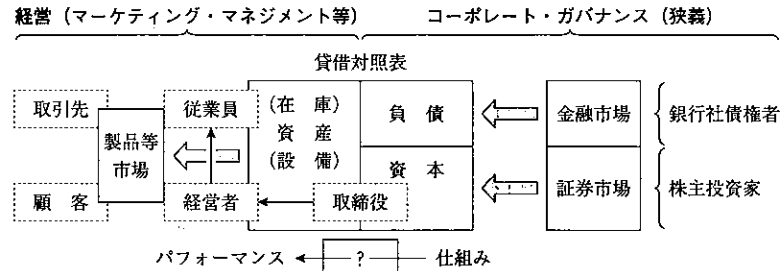 経営（マーケティング・マネジメント等） コーポレート・ガバナンス（狭義）
貸借対照表
取引先 従業員 （在 庫） 負 債 金融市場 銀行社債権者
製品等 資 産
市場 （設 備） 資 本
顧 客 経営者 取締役 証券市場 株主投資家
パフォーマンス ? 仕組み